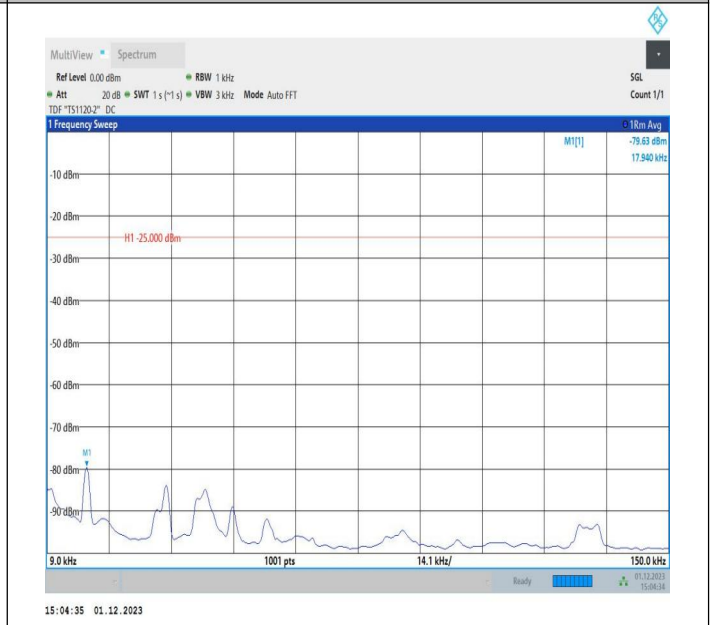 R S
MultiView Spectrum
Ref Level 0.00 dBm RBW 1 kHz SGL
Att 20 dB SWT 1 s (~1 s) VBW 3 kHz Mode Auto FFT Count 1/1
TDF "TS1120-2" DC
1 Frequency Sweep 1Rm Avg
M1[1] -79.63 dBm
17.940 kHz
-10 dBm
-20 dBm
H1 -25.000 dBm
-30 dBm
-40 dBm
-50 dBm
-60 dBm
-70 dBm
M1
-80 dBm
-90 dBm
9.0 kHz 1001 pts 14.1 kHz/ 150.0 kHz
Ready 01.12.2023
15:04:34
15:04:35 01.12.2023